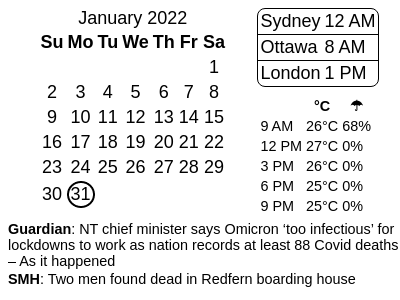 January 2022
Su Mo Tu We Th Fr Sa
1
2 3 4 5 6 7 8
9 10 11 12 13 14 15
16 17 18 19 20 21 22
23 24 25 26 27 28 29
30 31
Sydney 12 AM
Ottawa 8 AM
London 1 PM
°C ☂
9 AM 26°C 68%
12 PM 27°C 0%
3 PM 26°C 0%
6 PM 25°C 0%
9 PM 25°C 0%
Guardian: NT chief minister says Omicron ‘too infectious’ for
lockdowns to work as nation records at least 88 Covid deaths
– As it happened
SMH: Two men found dead in Redfern boarding house